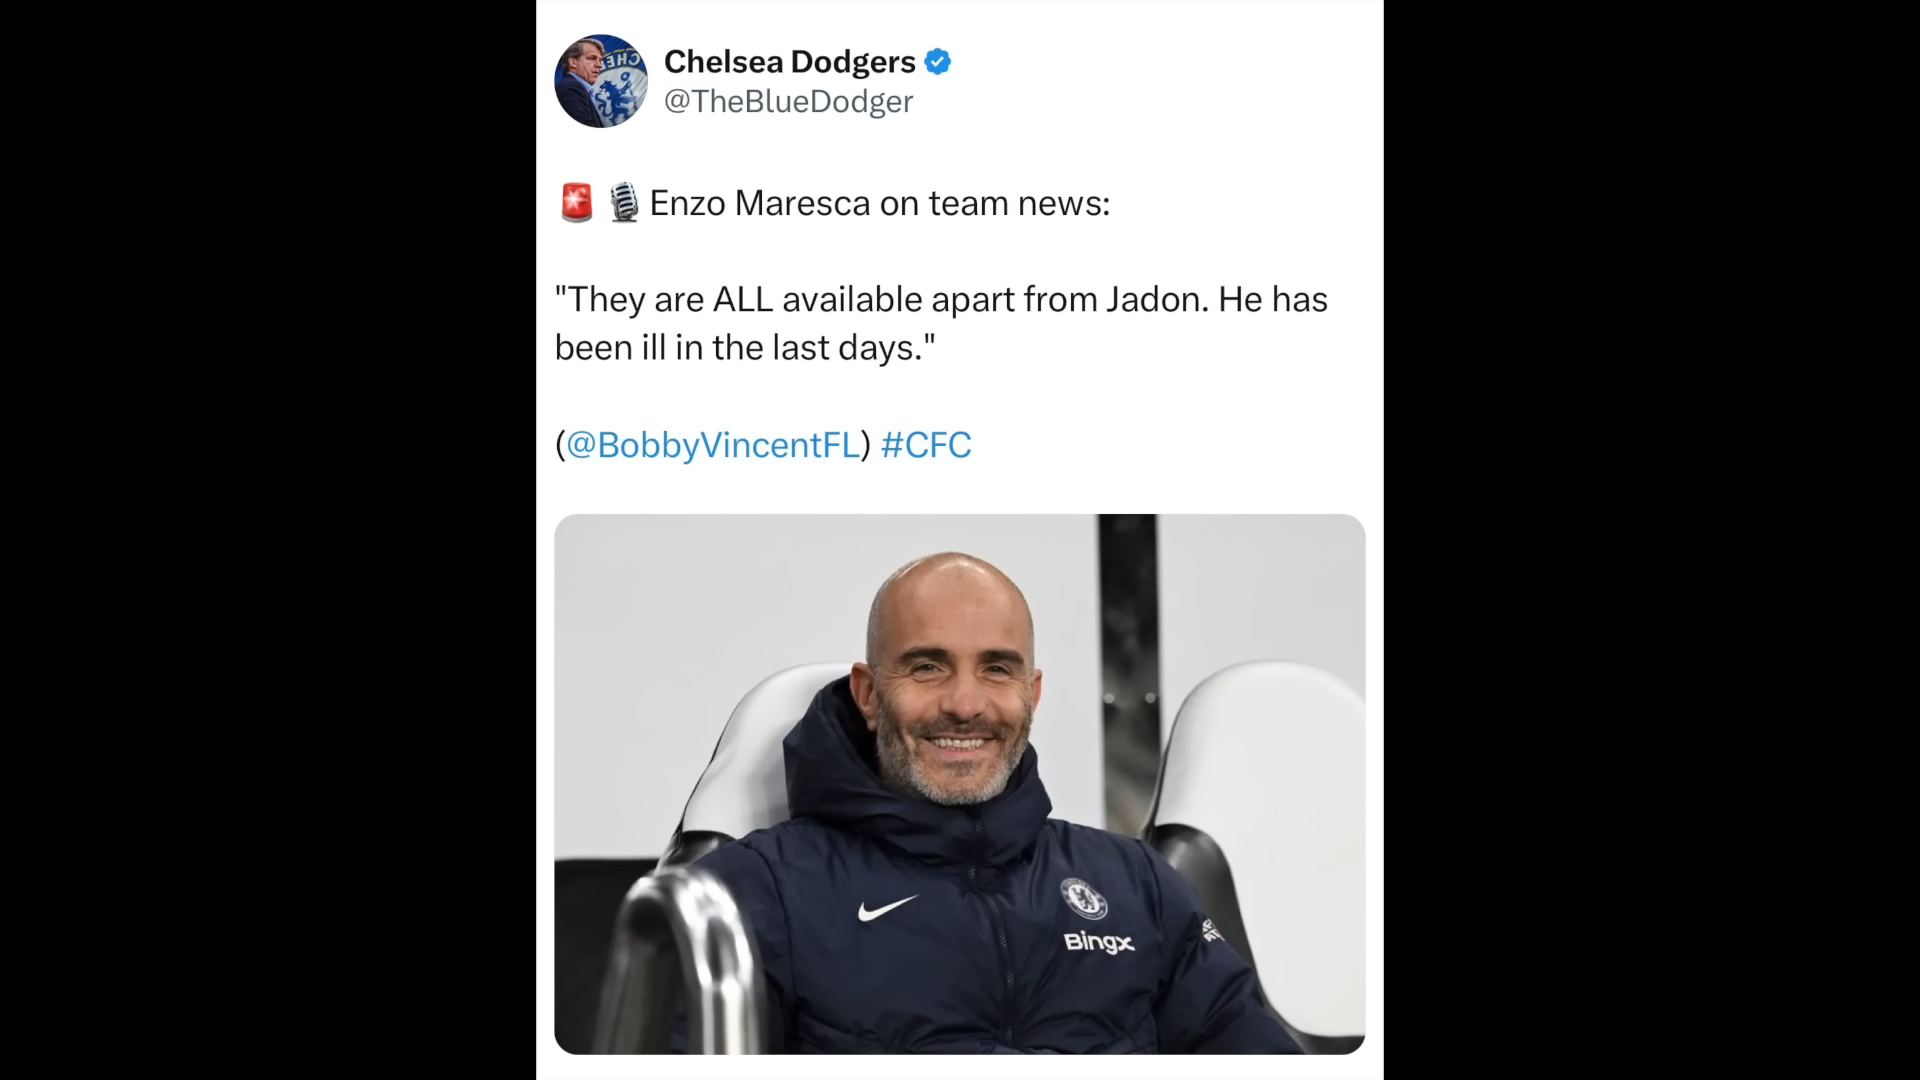 Chelsea Dodgers
@TheBlueDodger
🚨🎙️ Enzo Maresca on team news:
"They are ALL available apart from Jadon. He has
been ill in the last days."
(@BobbyVincentFL) #CFC
BingX